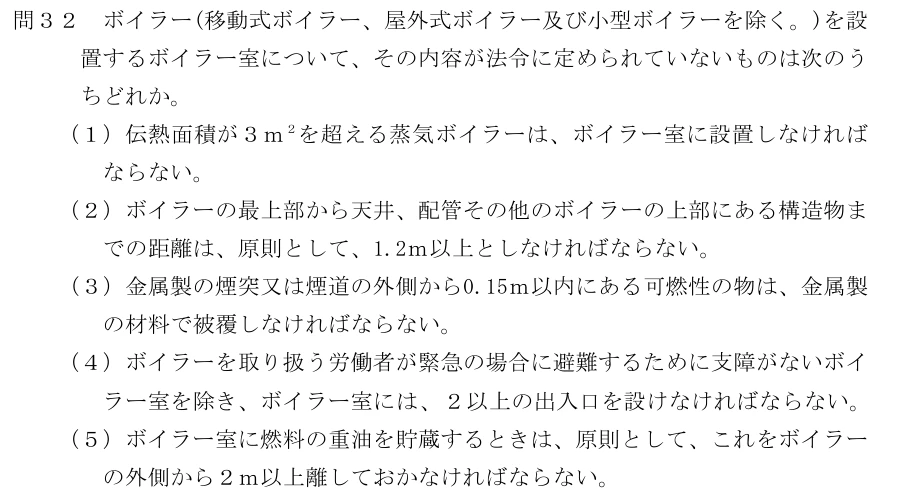 問３２　ボイラー(移動式ボイラー、屋外式ボイラー及び小型ボイラーを除く。)を設
置するボイラー室について、その内容が法令に定められていないものは次のう
ちどれか。
（１）伝熱面積が３ｍ²を超える蒸気ボイラーは、ボイラー室に設置しなければ
ならない。
（２）ボイラーの最上部から天井、配管その他のボイラーの上部にある構造物ま
での距離は、原則として、1.2ｍ以上としなければならない。
（３）金属製の煙突又は煙道の外側から0.15ｍ以内にある可燃性の物は、金属製
の材料で被覆しなければならない。
（４）ボイラーを取り扱う労働者が緊急の場合に避難するために支障がないボイ
ラー室を除き、ボイラー室には、２以上の出入口を設けなければならない。
（５）ボイラー室に燃料の重油を貯蔵するときは、原則として、これをボイラー
の外側から２ｍ以上離しておかなければならない。